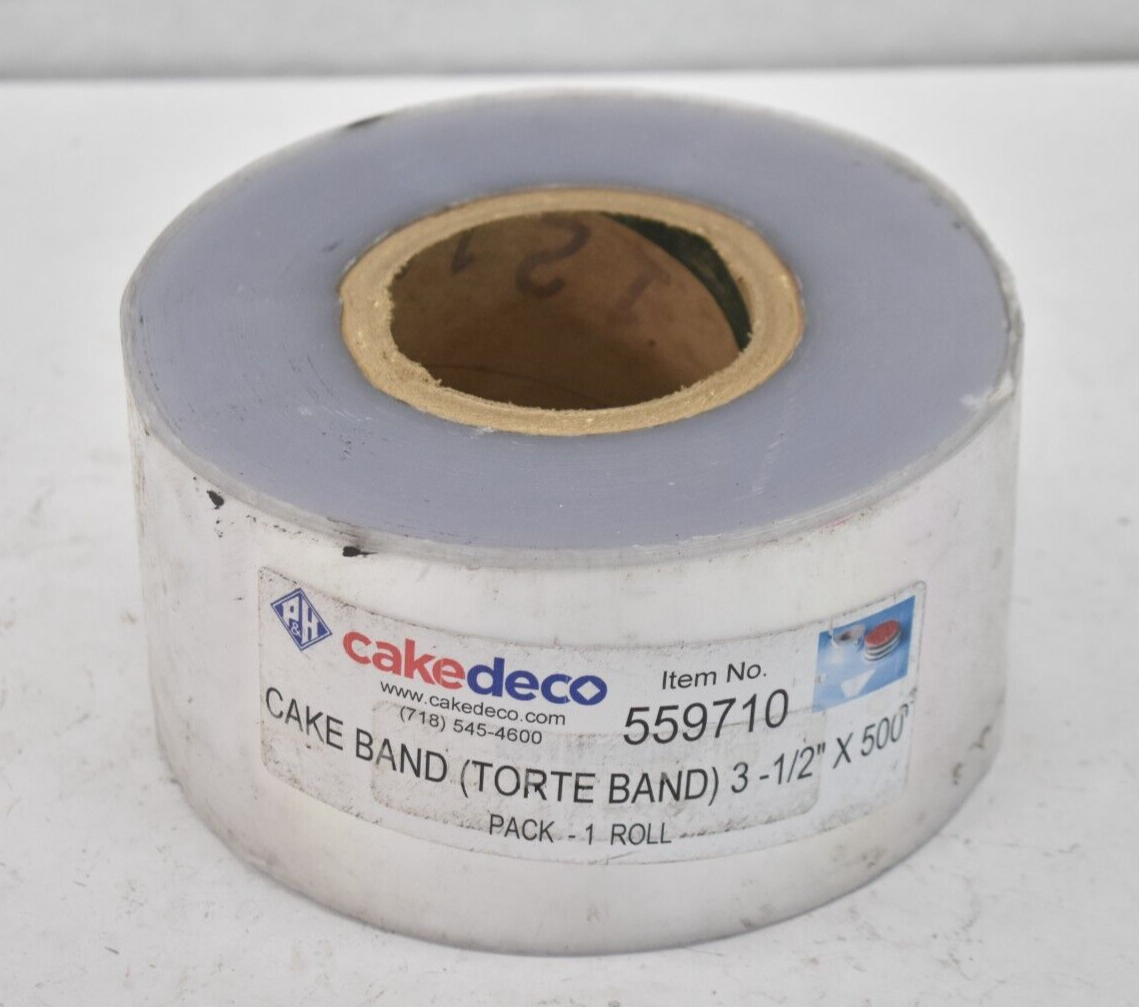 P&H
cakedeco
www.cakedeco.com
(718) 545-4600
Item No.
559710
CAKE BAND (TORTE BAND) 3 -1/2" X 500'
PACK - 1 ROLL